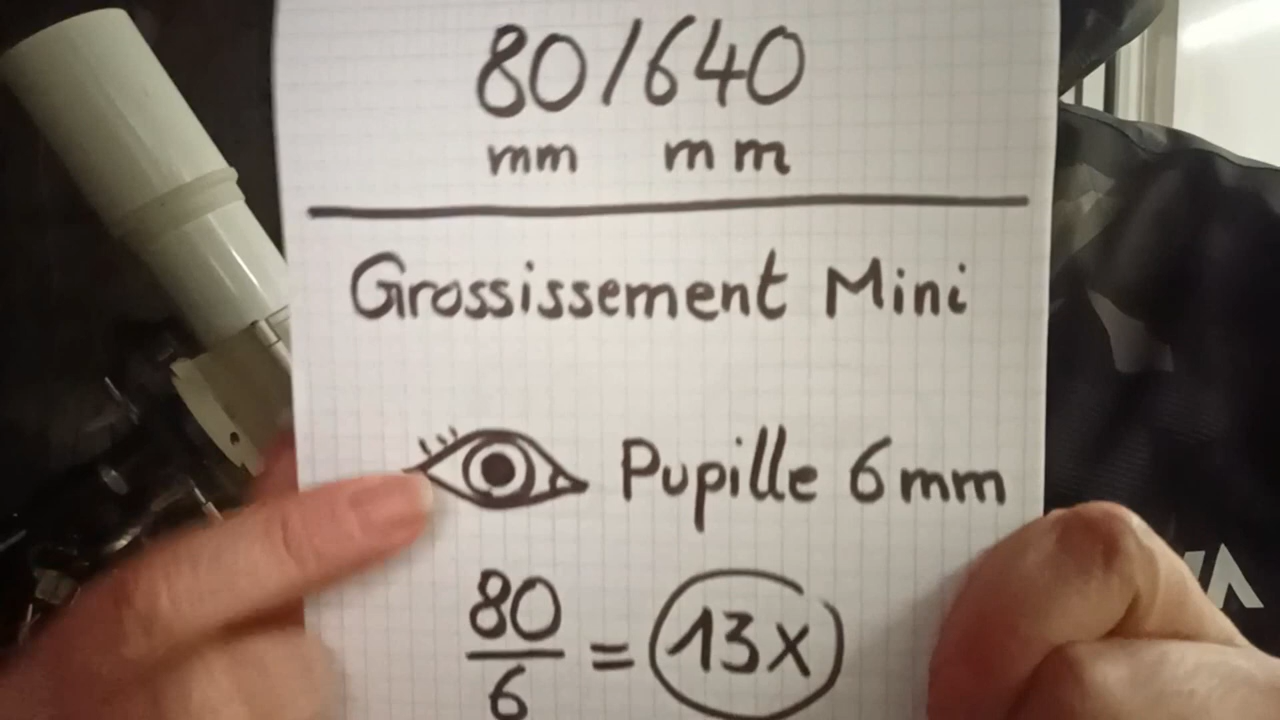 80/640
mm mm
Grossissement Mini
Pupille 6mm
80
6
= 13x